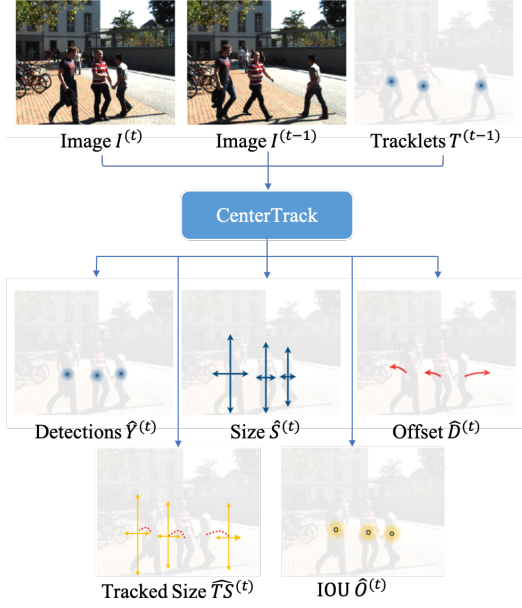 Image I^(t) Image I^(t−1) Tracklets T^(t−1)
CenterTrack
Detections Ŷ^(t) Size Ŝ^(t) Offset D̂^(t)
Tracked Size T̂S^(t) IOU Ô^(t)